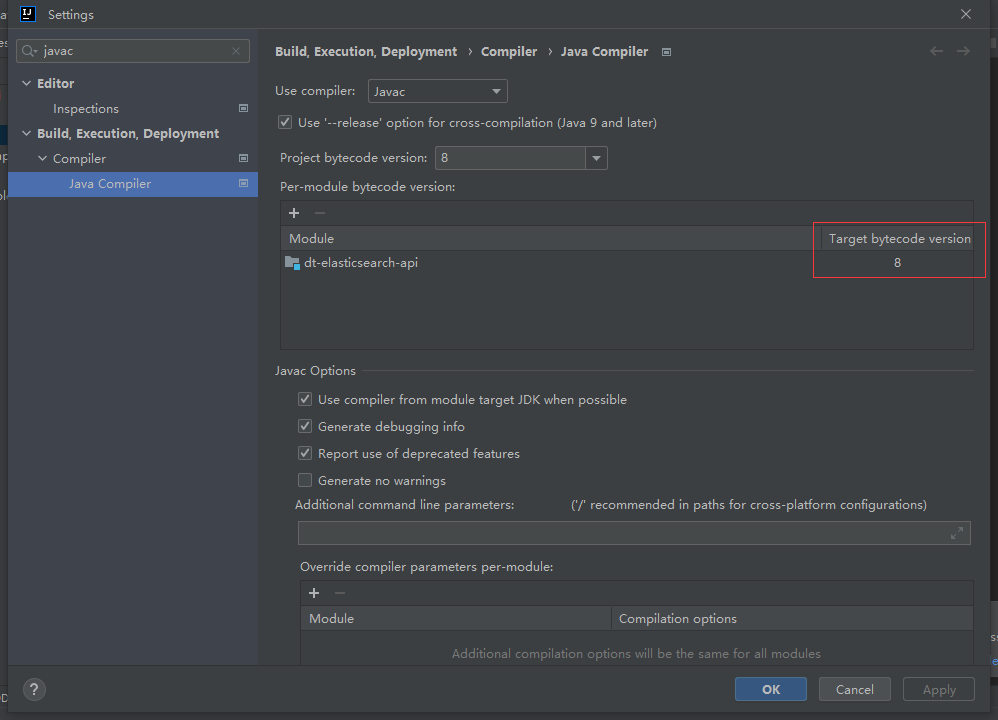 Settings
javac
Editor
Inspections
Build, Execution, Deployment
Compiler
Java Compiler
Build, Execution, Deployment › Compiler › Java Compiler
Use compiler: Javac
Use '--release' option for cross-compilation (Java 9 and later)
Project bytecode version: 8
Per-module bytecode version:
Module Target bytecode version
dt-elasticsearch-api 8
Javac Options
Use compiler from module target JDK when possible
Generate debugging info
Report use of deprecated features
Generate no warnings
Additional command line parameters: ('/' recommended in paths for cross-platform configurations)
Override compiler parameters per-module:
Module Compilation options
Additional compilation options will be the same for all modules
? OK Cancel Apply